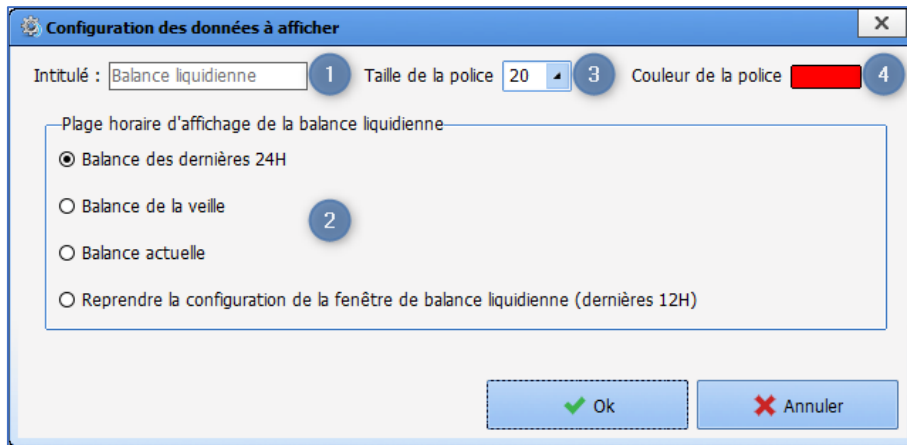 Configuration des données à afficher
Intitulé : Balance liquidienne 1 Taille de la police 20 3 Couleur de la police 4
Plage horaire d'affichage de la balance liquidienne
Balance des dernières 24H
Balance de la veille
2
Balance actuelle
Reprendre la configuration de la fenêtre de balance liquidienne (dernières 12H)
Ok Annuler